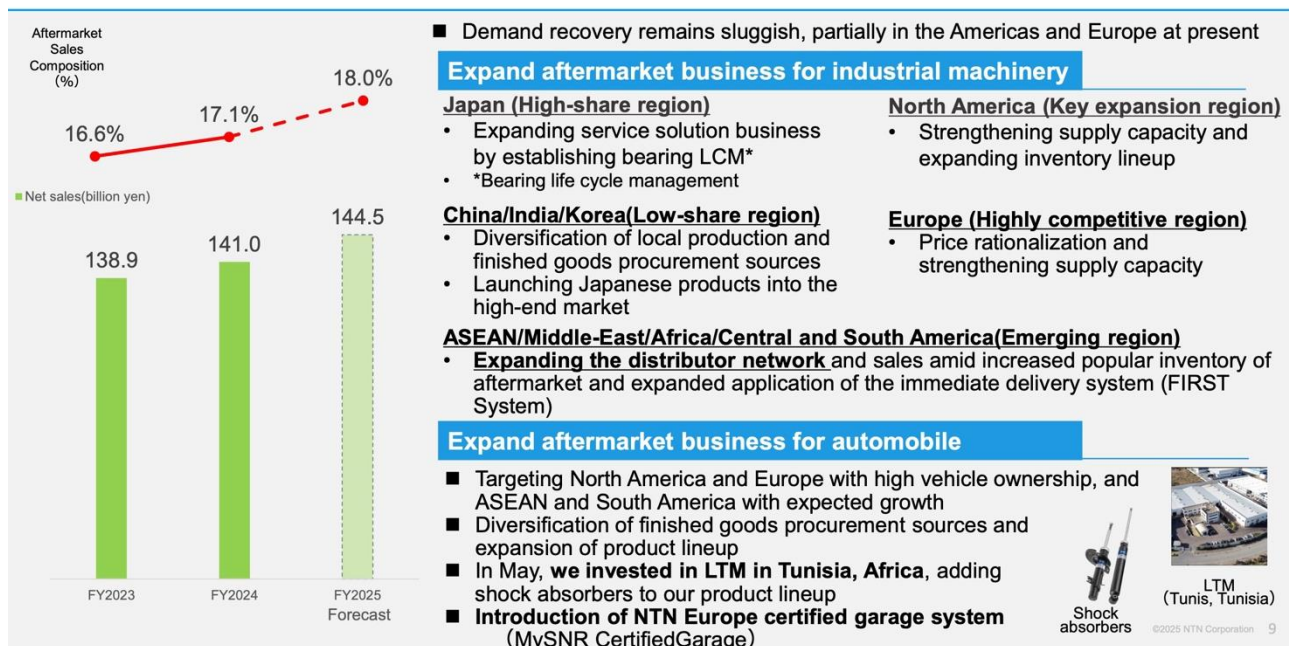 Aftermarket
Sales
Composition
(%)
16.6%
17.1%
18.0%
Net sales(billion yen)
138.9
141.0
144.5
FY2023
FY2024
FY2025
Forecast
■ Demand recovery remains sluggish, partially in the Americas and Europe at present
Expand aftermarket business for industrial machinery
Japan (High-share region)
• Expanding service solution business
by establishing bearing LCM*
• *Bearing life cycle management
North America (Key expansion region)
• Strengthening supply capacity and
expanding inventory lineup
China/India/Korea(Low-share region)
• Diversification of local production and
finished goods procurement sources
• Launching Japanese products into the
high-end market
Europe (Highly competitive region)
• Price rationalization and
strengthening supply capacity
ASEAN/Middle-East/Africa/Central and South America(Emerging region)
• Expanding the distributor network and sales amid increased popular inventory of
aftermarket and expanded application of the immediate delivery system (FIRST
System)
Expand aftermarket business for automobile
■ Targeting North America and Europe with high vehicle ownership, and
ASEAN and South America with expected growth
■ Diversification of finished goods procurement sources and
expansion of product lineup
■ In May, we invested in LTM in Tunisia, Africa, adding
shock absorbers to our product lineup
■ Introduction of NTN Europe certified garage system
（MySNR CertifiedGarage）
Shock
absorbers
LTM
（Tunis, Tunisia）
©2025 NTN Corporation 9